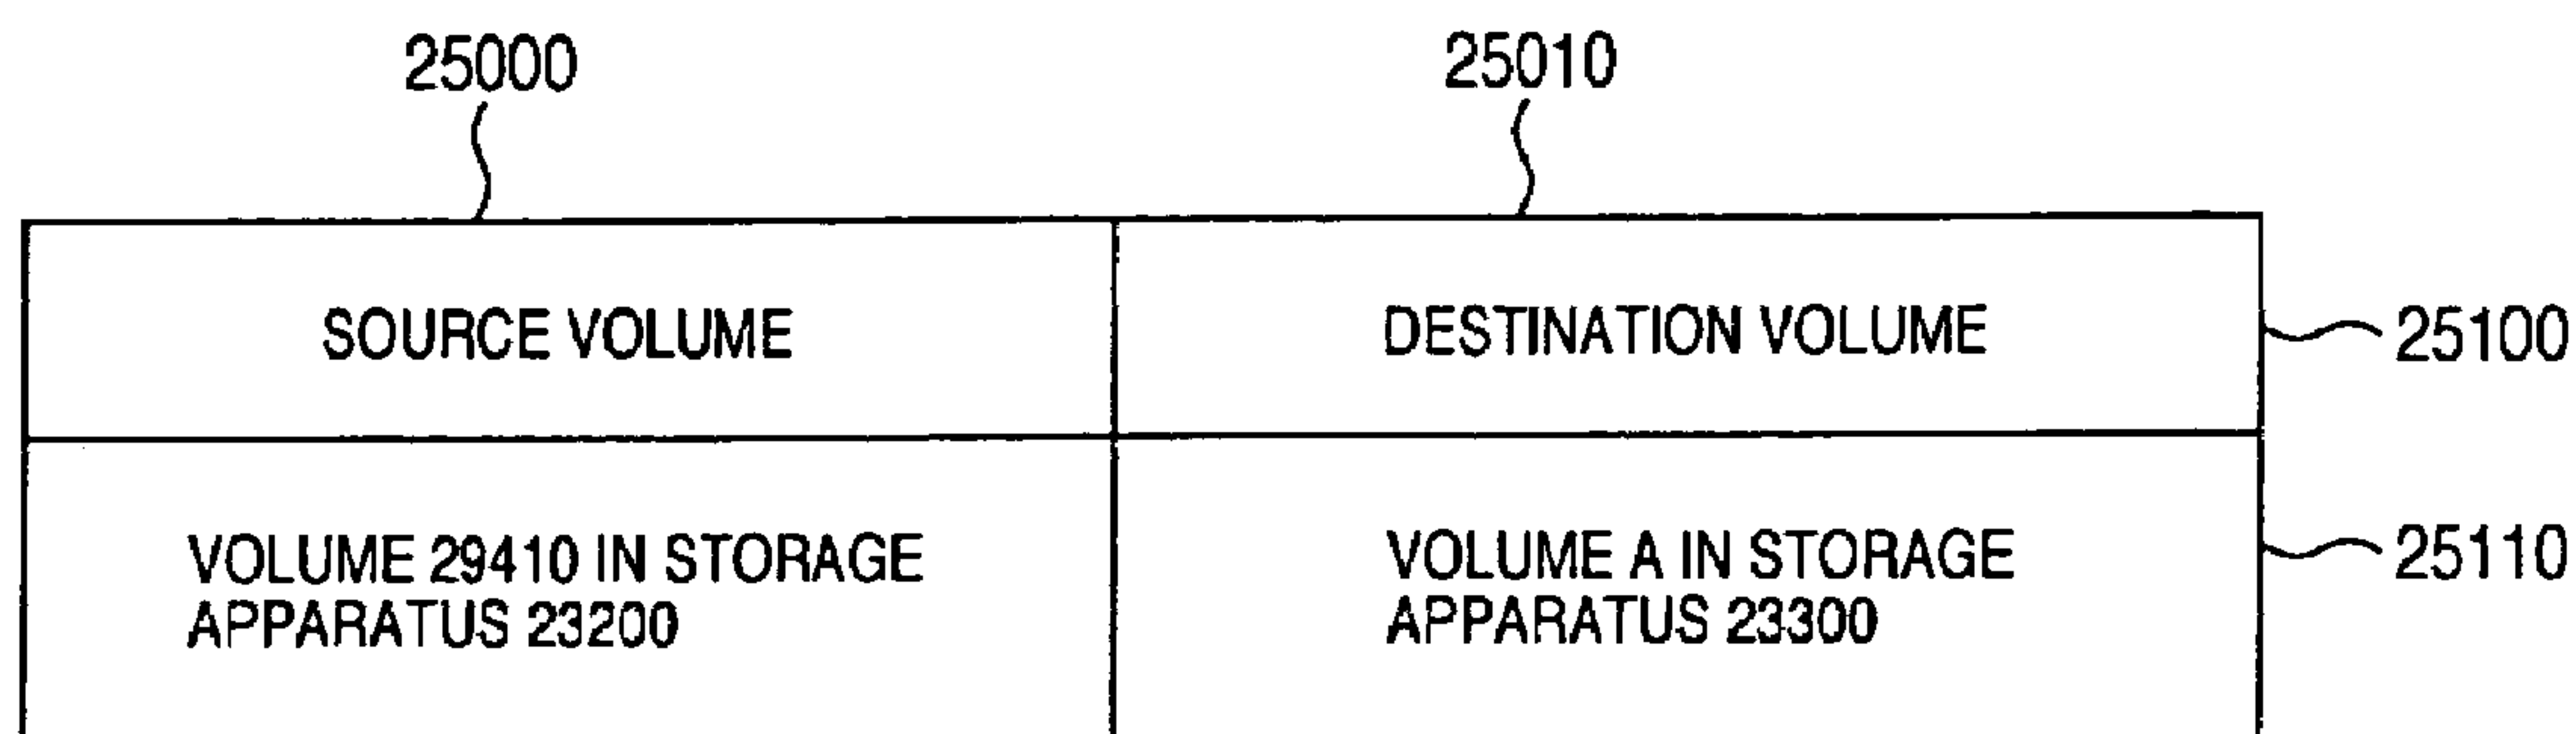 25000
25010
SOURCE VOLUME
DESTINATION VOLUME
25100
VOLUME 29410 IN STORAGE
APPARATUS 23200
VOLUME A IN STORAGE
APPARATUS 23300
25110